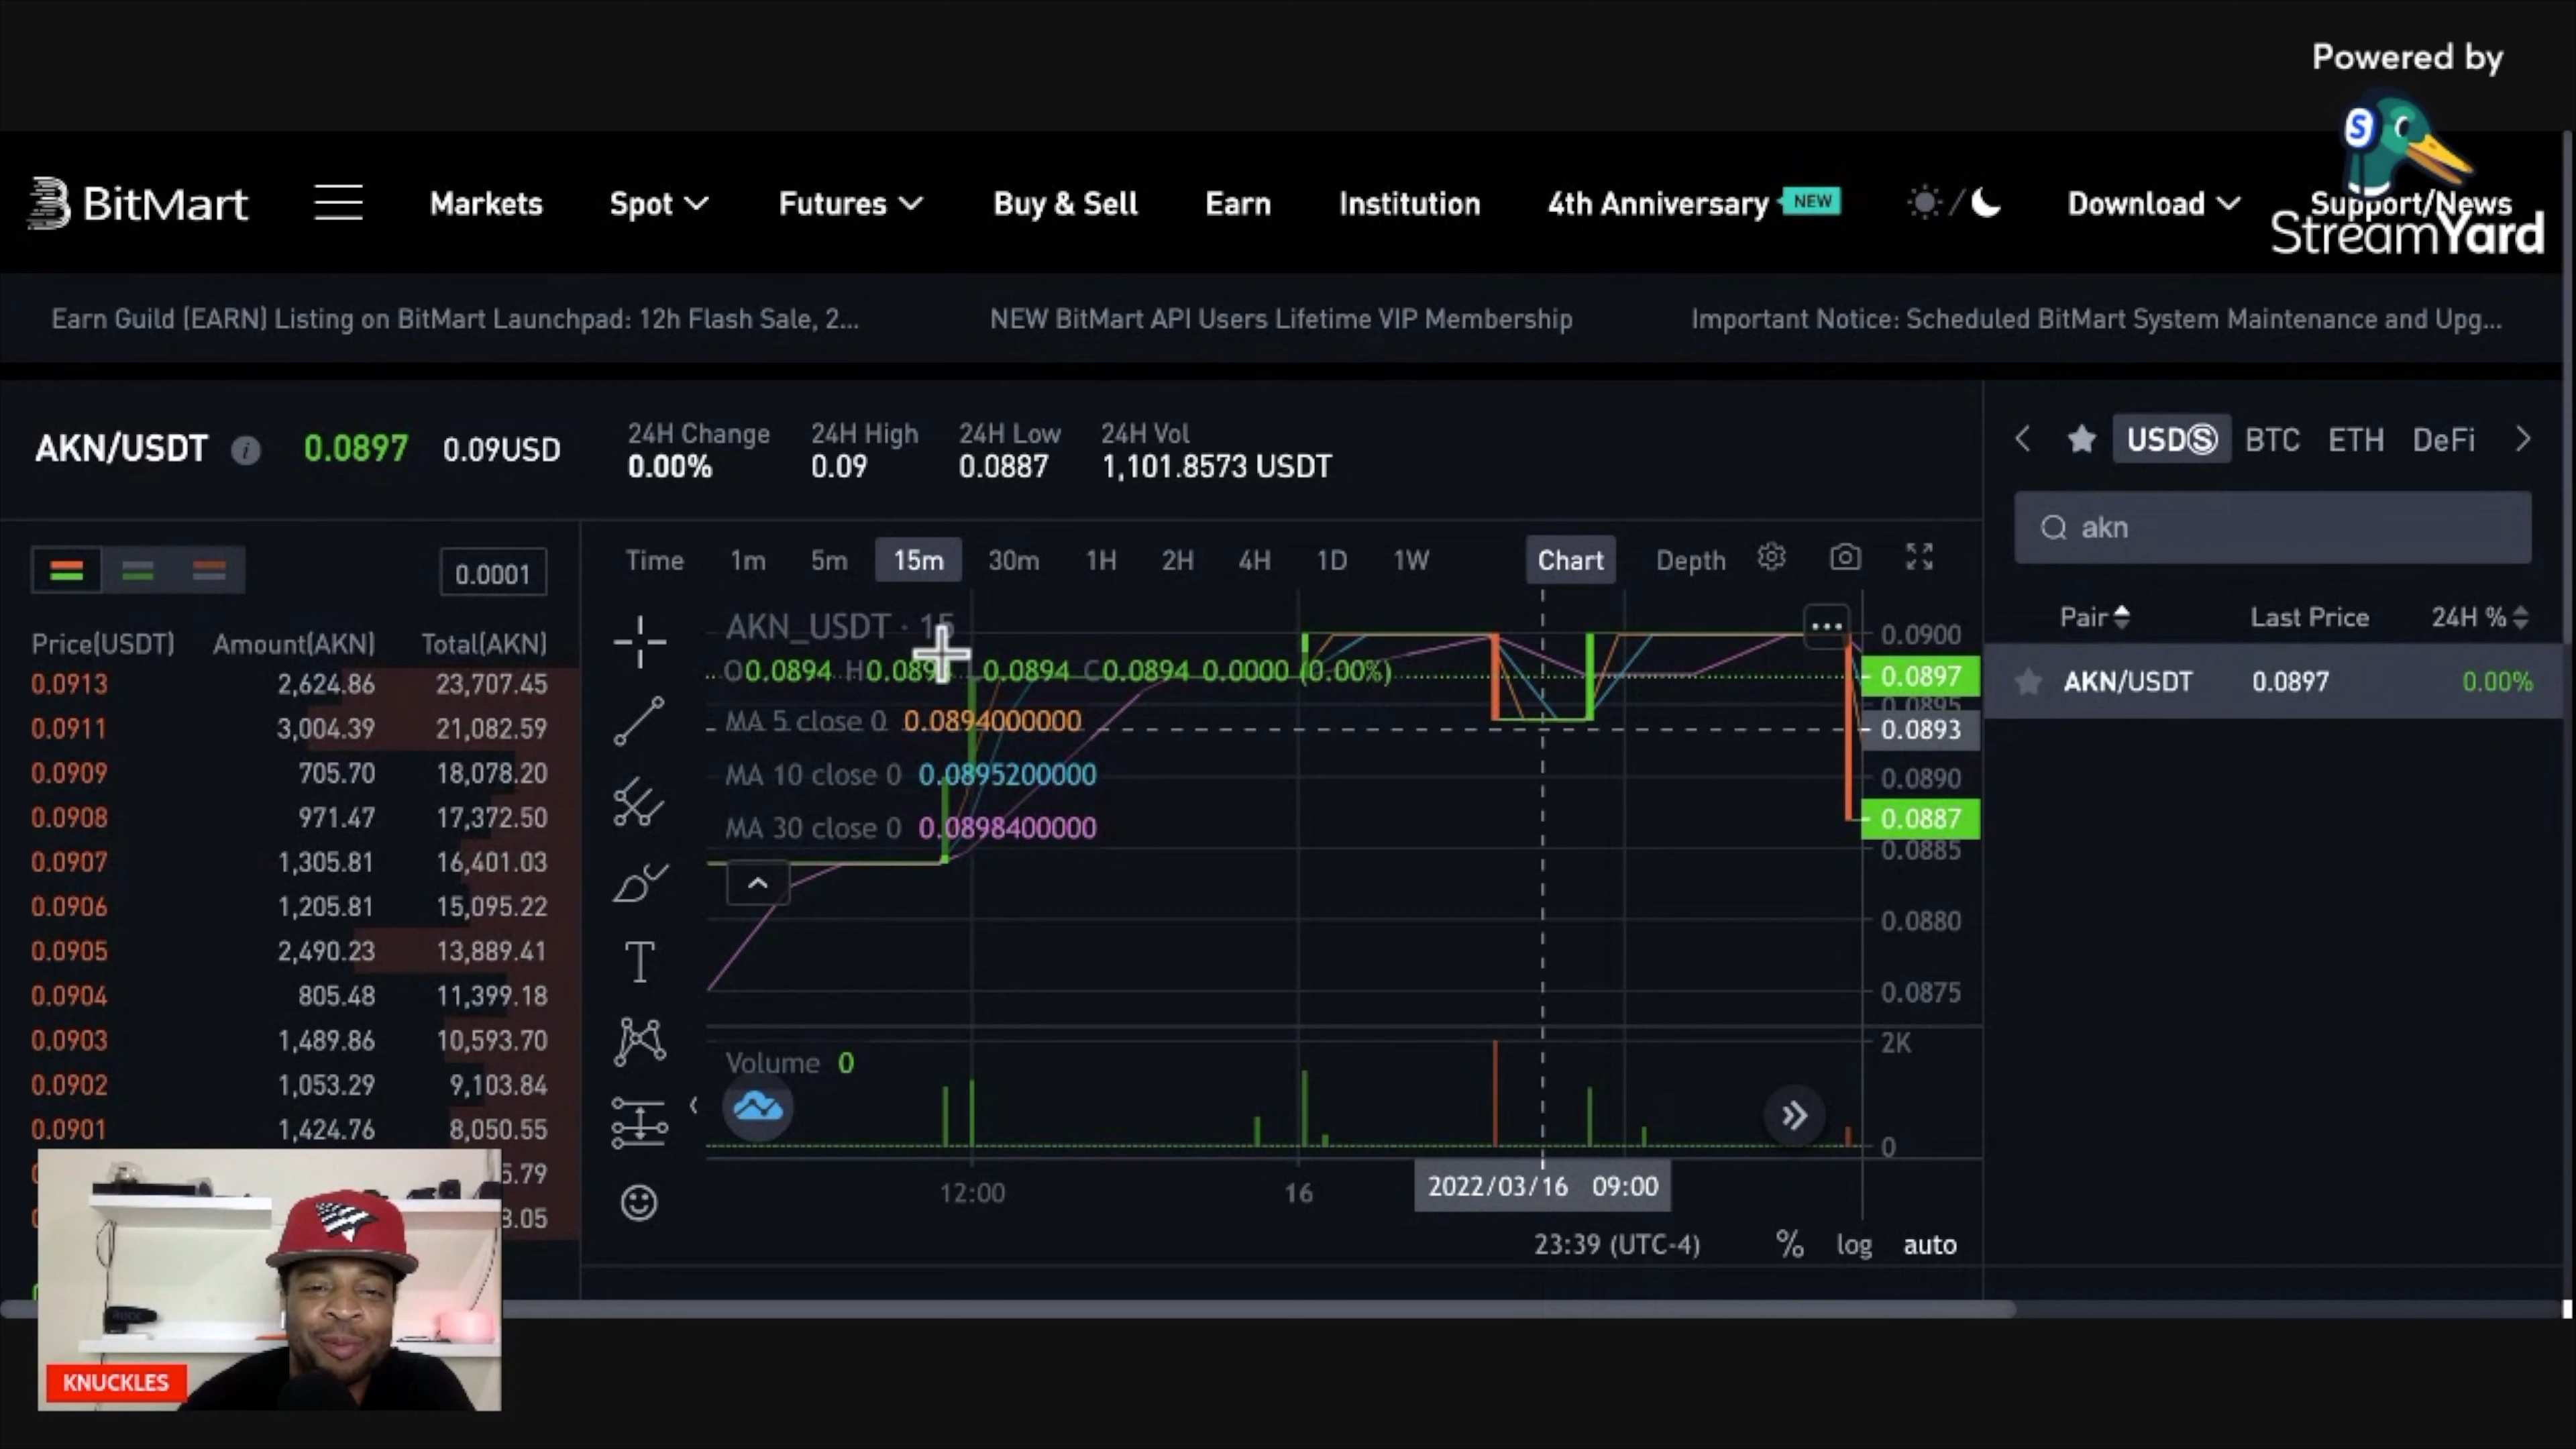 Powered by
StreamYard
BitMart
Markets Spot Futures Buy & Sell Earn Institution 4th Anniversary NEW / Download Support/News
Earn Guild (EARN) Listing on BitMart Launchpad: 12h Flash Sale, 2... NEW BitMart API Users Lifetime VIP Membership Important Notice: Scheduled BitMart System Maintenance and Upg...
AKN/USDT i 0.0897 0.09USD
24H Change 24H High 24H Low 24H Vol
0.00% 0.09 0.0887 1,101.8573 USDT
USDⓈ BTC ETH DeFi
akn
Pair Last Price 24H %
AKN/USDT 0.0897 0.00%
0.0001
Price(USDT) Amount(AKN) Total(AKN)
0.0913 2,624.86 23,707.45
0.0911 3,004.39 21,082.59
0.0909 705.70 18,078.20
0.0908 971.47 17,372.50
0.0907 1,305.81 16,401.03
0.0906 1,205.81 15,095.22
0.0905 2,490.23 13,889.41
0.0904 805.48 11,399.18
0.0903 1,489.86 10,593.70
0.0902 1,053.29 9,103.84
0.0901 1,424.76 8,050.55
5.79
3.05
Time 1m 5m 15m 30m 1H 2H 4H 1D 1W Chart Depth
AKN_USDT · 15
O0.0894 H0.089 0.0894 C0.0894 0.0000 (0.00%)
MA 5 close 0 0.0894000000
MA 10 close 0 0.0895200000
MA 30 close 0 0.0898400000
0.0900
0.0897
0.0895
0.0893
0.0890
0.0887
0.0885
0.0880
0.0875
Volume 0
2K
0
12:00 16 2022/03/16 09:00
23:39 (UTC-4) % log auto
KNUCKLES